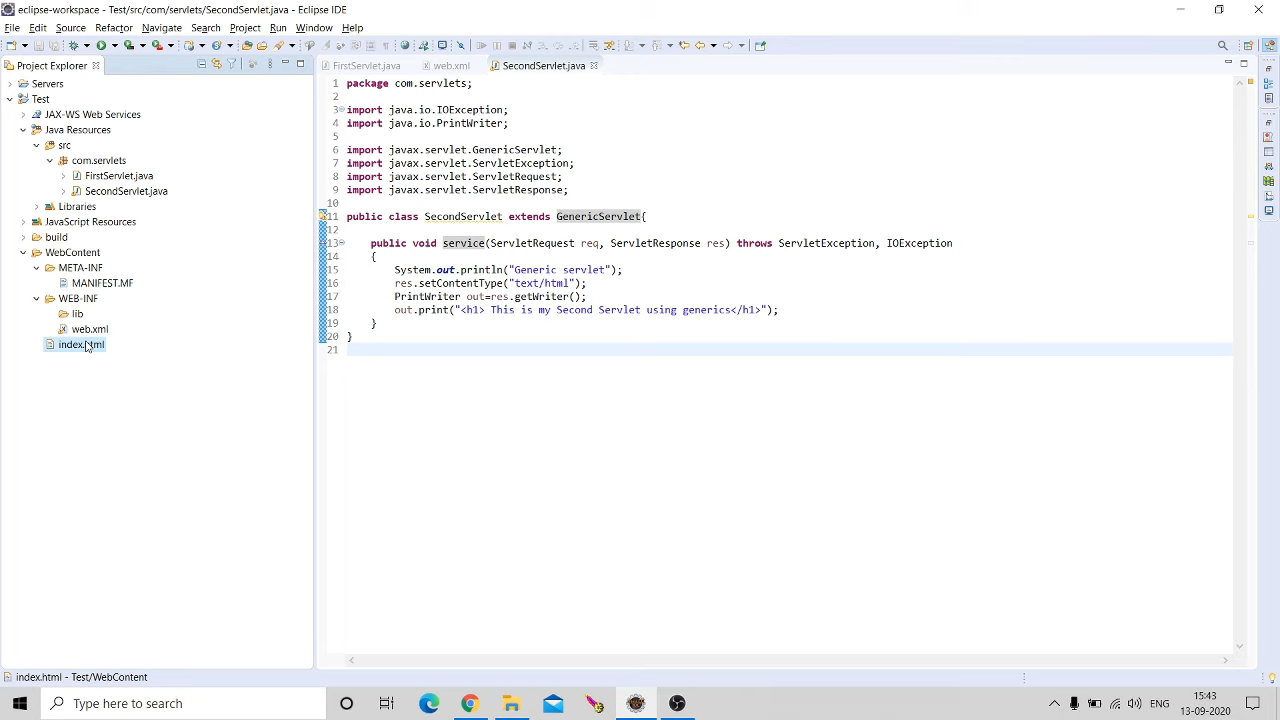 eclipse-workspace - Test/src/com/servlets/SecondServlet.java - Eclipse IDE
File Edit Source Refactor Navigate Search Project Run Window Help
Project Explorer
FirstServlet.java web.xml SecondServlet.java
Servers
Test
JAX-WS Web Services
Java Resources
src
com.servlets
FirstServlet.java
SecondServlet.java
Libraries
JavaScript Resources
build
WebContent
META-INF
MANIFEST.MF
WEB-INF
lib
web.xml
index.html
1 package com.servlets;
2
3 import java.io.IOException;
4 import java.io.PrintWriter;
5
6 import javax.servlet.GenericServlet;
7 import javax.servlet.ServletException;
8 import javax.servlet.ServletRequest;
9 import javax.servlet.ServletResponse;
10
11 public class SecondServlet extends GenericServlet{
12
13 public void service(ServletRequest req, ServletResponse res) throws ServletException, IOException
14 {
15 System.out.println("Generic servlet");
16 res.setContentType("text/html");
17 PrintWriter out=res.getWriter();
18 out.print("<h1> This is my Second Servlet using generics</h1>");
19 }
20 }
21
index.html - Test/WebContent
Type here to search
ENG
15:43
13-09-2020